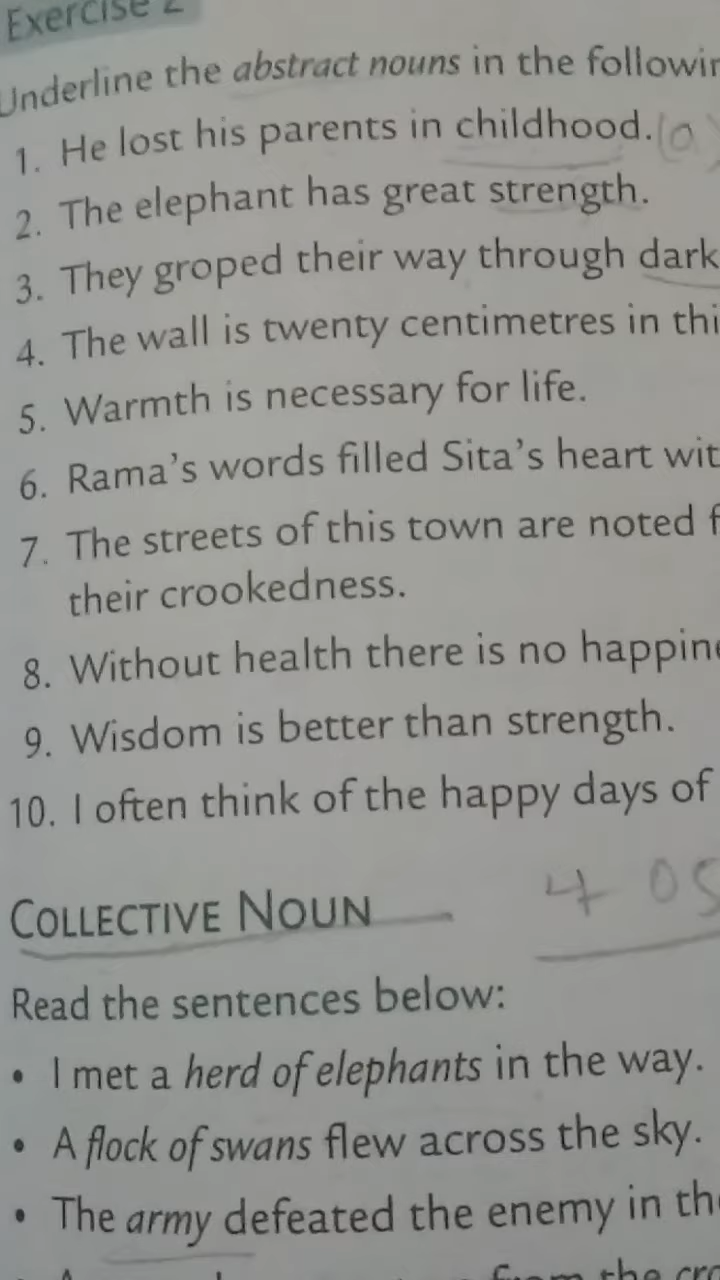 Exercise 2
Underline the abstract nouns in the
1. He lost his parents in childhood. (a)
2. The elephant has great strength.
3. They groped their way through dark
4. The wall is twenty centimetres in thi
5. Warmth is necessary for life.
6. Rama's words filled Sita's heart wit
7. The streets of this town are noted f
their crookedness.
8. Without health there is no happin
9. Wisdom is better than strength.
10. I often think of the happy days of
4 05
COLLECTIVE NOUN
Read the sentences below:
• I met a herd of elephants in the way.
• A flock of swans flew across the sky.
• The army defeated the enemy in th
from the cr